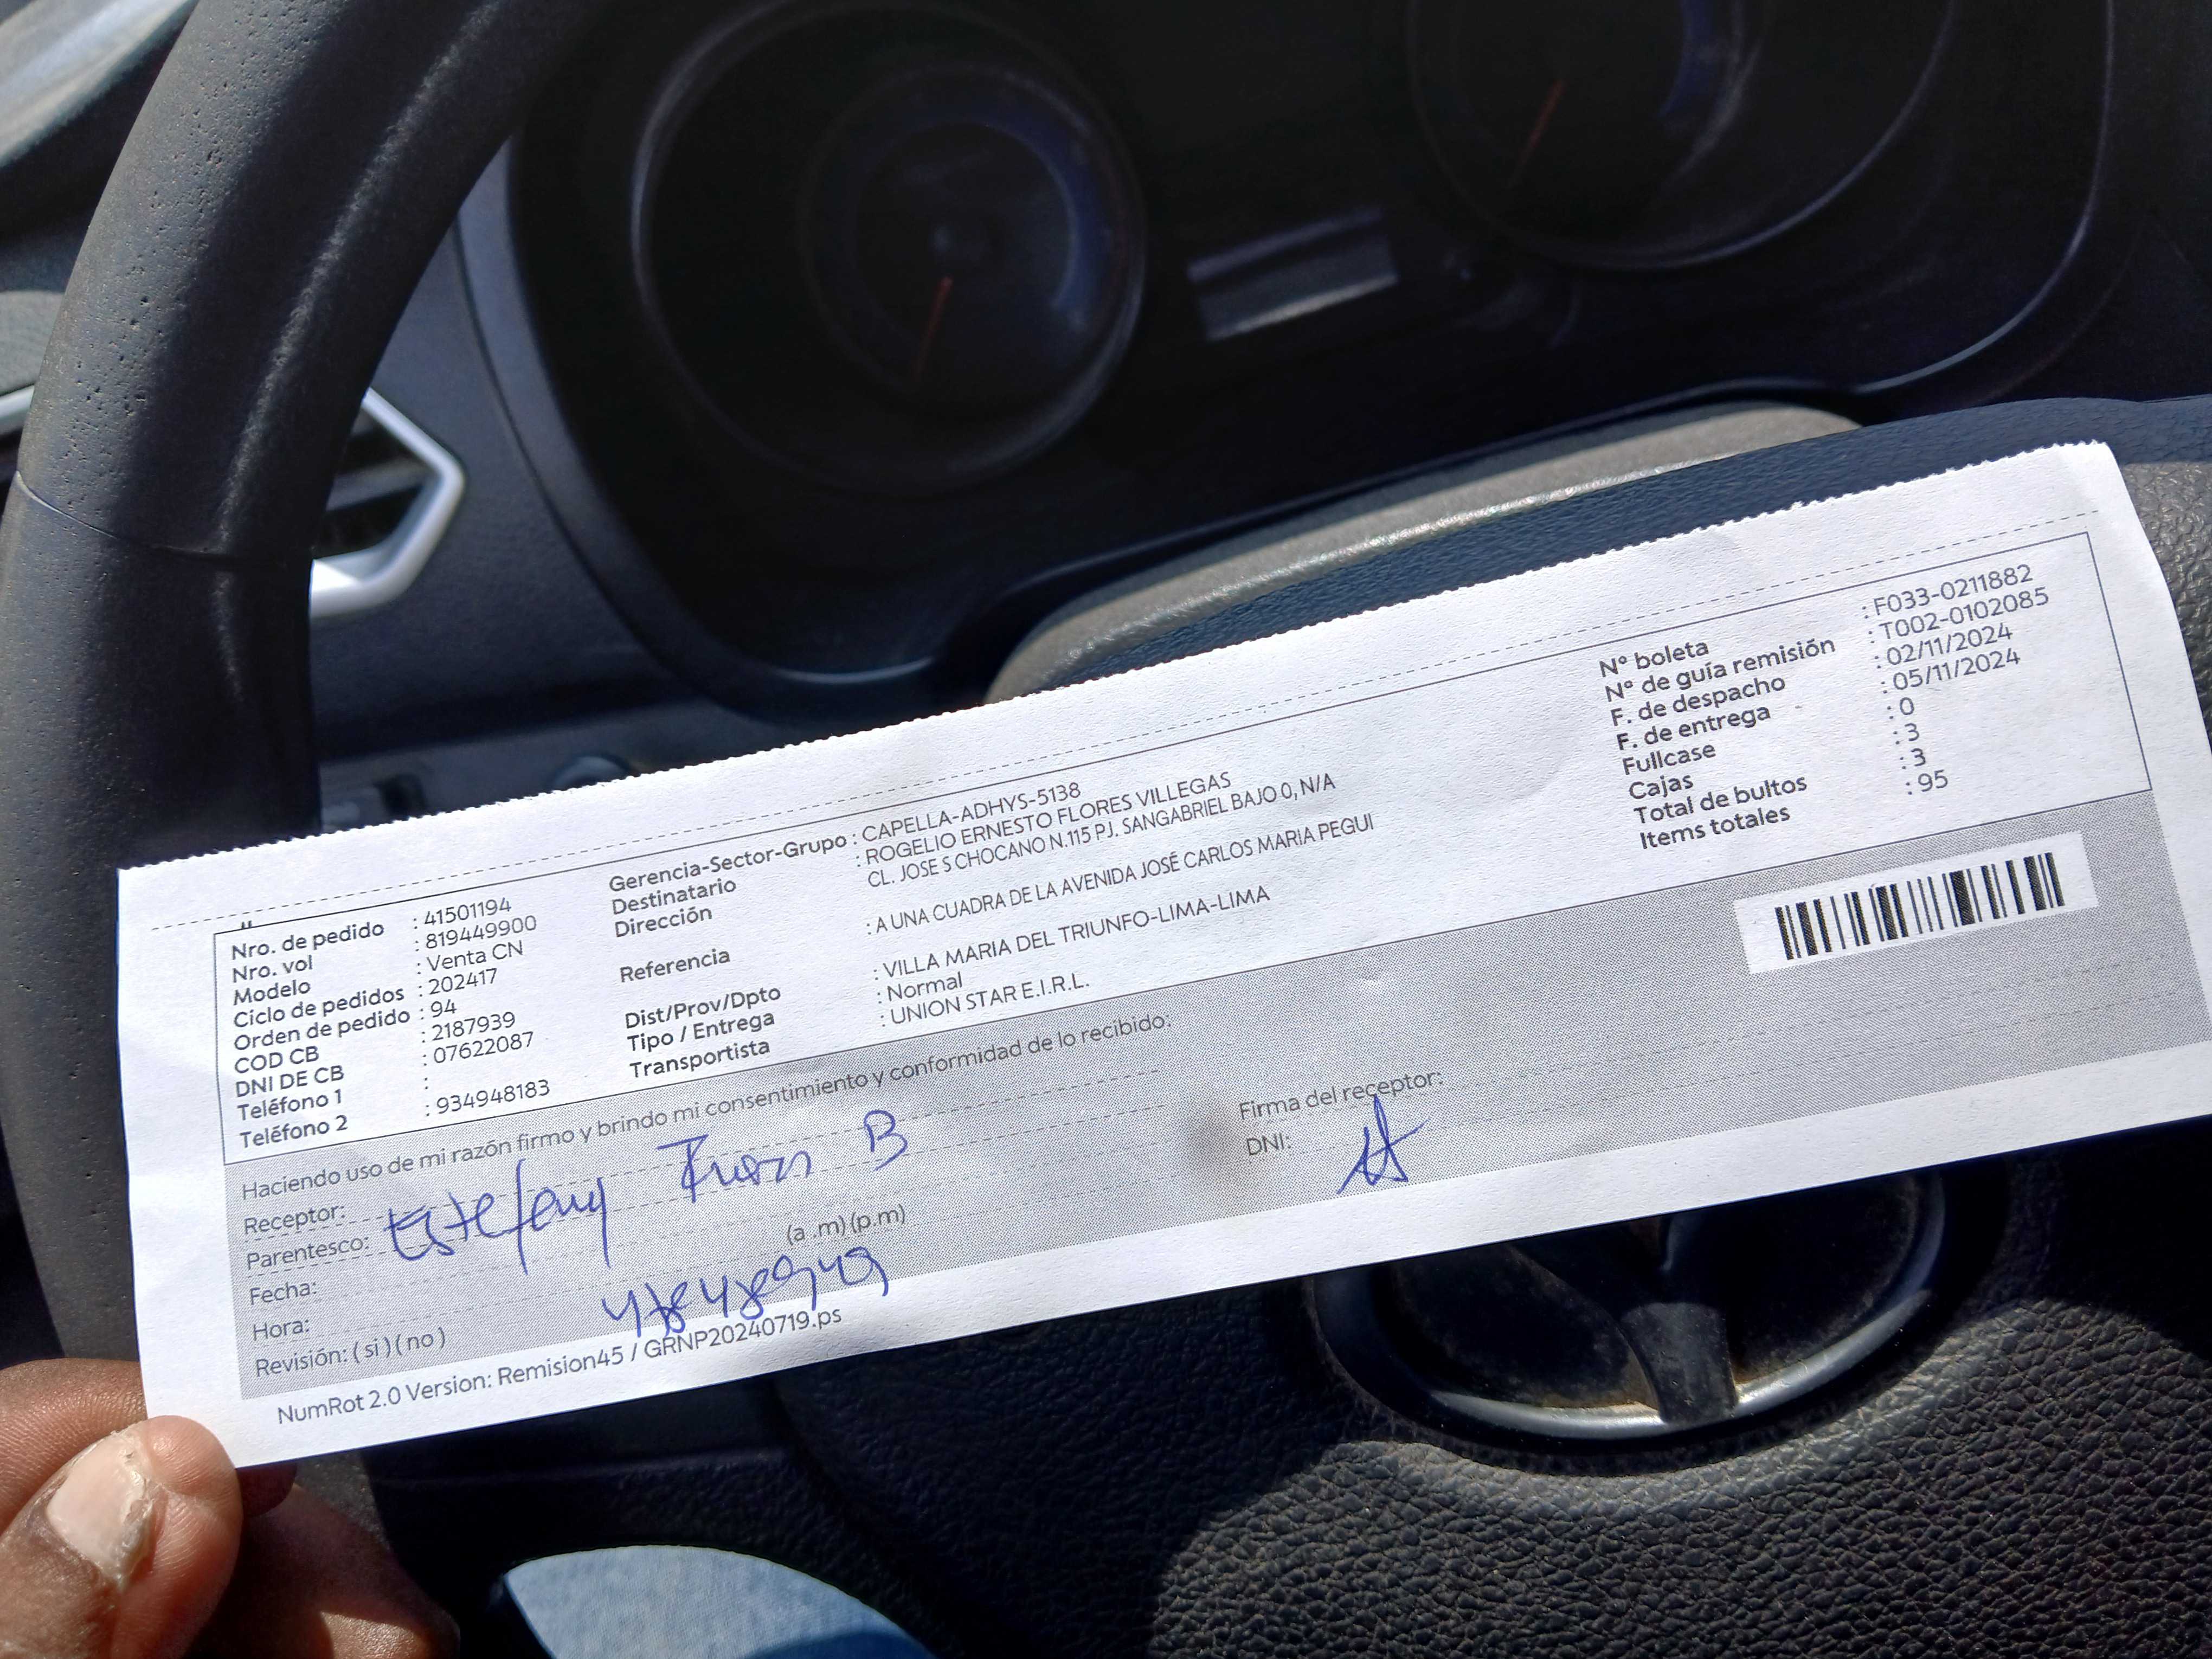 Nro. de pedido : 41501194
Nro. vol : 819449900
Modelo : Venta CN
Ciclo de pedidos : 202417
Orden de pedido : 94
COD CB : 2187939
DNI DE CB : 07622087
Teléfono 1 :
Teléfono 2 : 934948183
Gerencia-Sector-Grupo : CAPELLA-ADHYS-5138
Destinatario : ROGELIO ERNESTO FLORES VILLEGAS
Dirección CL. JOSE S CHOCANO N.115 PJ. SANGABRIEL BAJO 0, N/A
Referencia : A UNA CUADRA DE LA AVENIDA JOSÉ CARLOS MARIA PEGUI
Dist/Prov/Dpto : VILLA MARIA DEL TRIUNFO-LIMA-LIMA
Tipo / Entrega : Normal
Transportista : UNION STAR E.I.R.L.
Nº boleta : F033-0211882
Nº de guía remisión : T002-0102085
F. de despacho : 02/11/2024
F. de entrega : 05/11/2024
Fullcase : 0
Cajas : 3
Total de bultos : 3
Items totales : 95
Haciendo uso de mi razón firmo y brindo mi consentimiento y conformidad de lo recibido:
Receptor: Estefany B
Parentesco:
Fecha:
Hora: (a .m) (p.m)
Revisión: ( si ) ( no )
Firma del receptor:
DNI:
NumRot 2.0 Version: Remision45 / GRNP20240719.ps